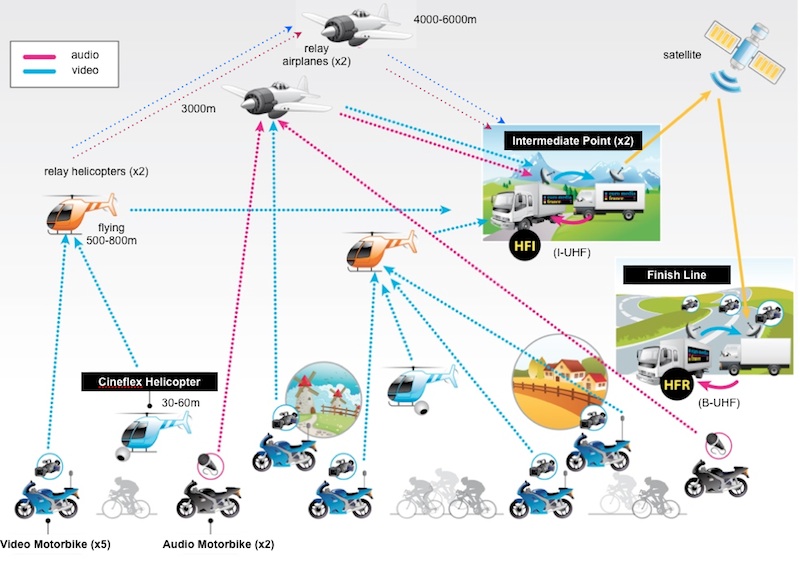 4000-6000m
relay
airplanes (x2)
audio
video
satellite
3000m
Intermediate Point (x2)
relay helicopters (x2)
flying
500-800m
HFI
(I-UHF)
Finish Line
Cineflex Helicopter
30-60m
HFR
(B-UHF)
Video Motorbike (x5)
Audio Motorbike (x2)